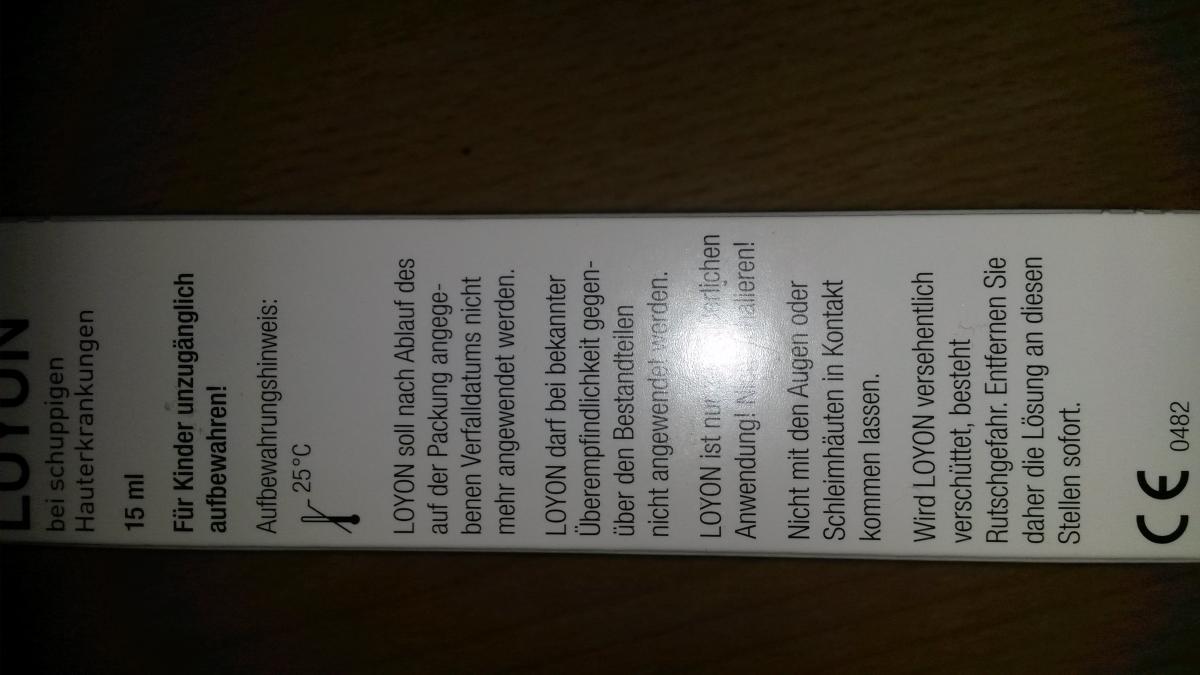 LOYON
bei schuppigen
Hauterkrankungen
15 ml
Für Kinder unzugänglich
aufbewahren!
Aufbewahrungshinweis:
25°C
LOYON soll nach Ablauf des
auf der Packung angege-
benen Verfalldatums nicht
mehr angewendet werden.
LOYON darf bei bekannter
Überempfindlichkeit gegen-
über den Bestandteilen
nicht angewendet werden.
LOYON ist nur
Anwendung!
Nicht mit den Augen oder
Schleimhäuten in Kontakt
kommen lassen.
Wird LOYON versehentlich
verschüttet, besteht
Rutschgefahr. Entfernen Sie
daher die Lösung an diesen
Stellen sofort.
CE 0482